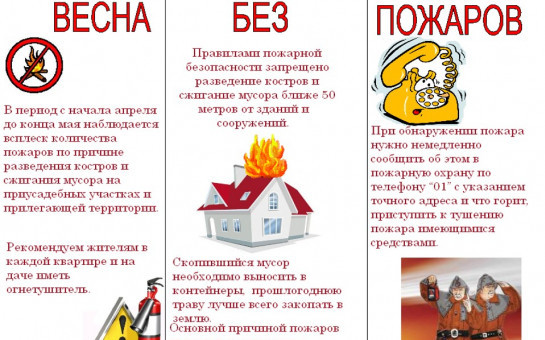 ВЕСНА
БЕЗ
ПОЖАРОВ
В период с начала апреля
до конца мая наблюдается
всплеск количества
пожаров по причине
разведения костров и
сжигания мусора на
приусадебных участках и
прилегающей территории.
Рекомендуем жителям в
каждой квартире и на
даче иметь
огнетушитель.
Правилами пожарной
безопасности запрещено
разведение костров и
сжигание мусора ближе 50
метров от зданий и
сооружений.
Скопившийся мусор
необходимо выносить в
контейнеры, прошлогоднюю
траву лучше всего закопать в
землю.
Основной причиной пожаров
При обнаружении пожара
нужно немедленно
сообщить об этом в
пожарную охрану по
телефону "01" с указанием
точного адреса и что горит,
приступить к тушению
пожара имеющимися
средствами.